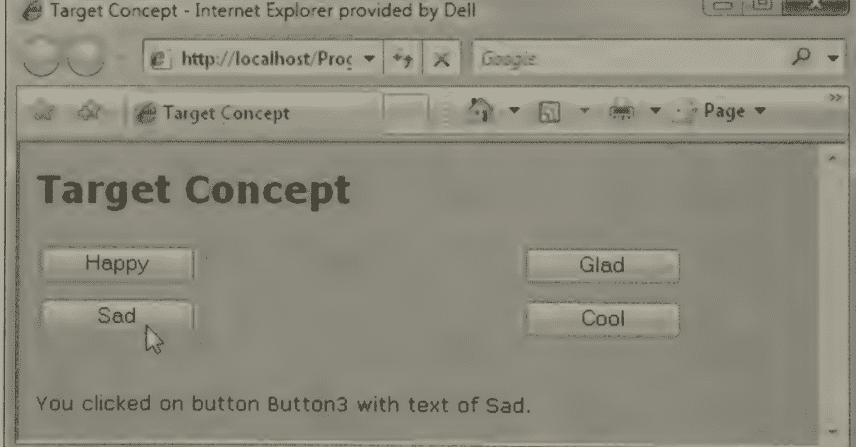 Target Concept - Internet Explorer provided by Dell
http://localhost/Prog
Google
Target Concept
Page
Target Concept
Happy
Glad
Sad
Cool
You clicked on button Button3 with text of Sad.